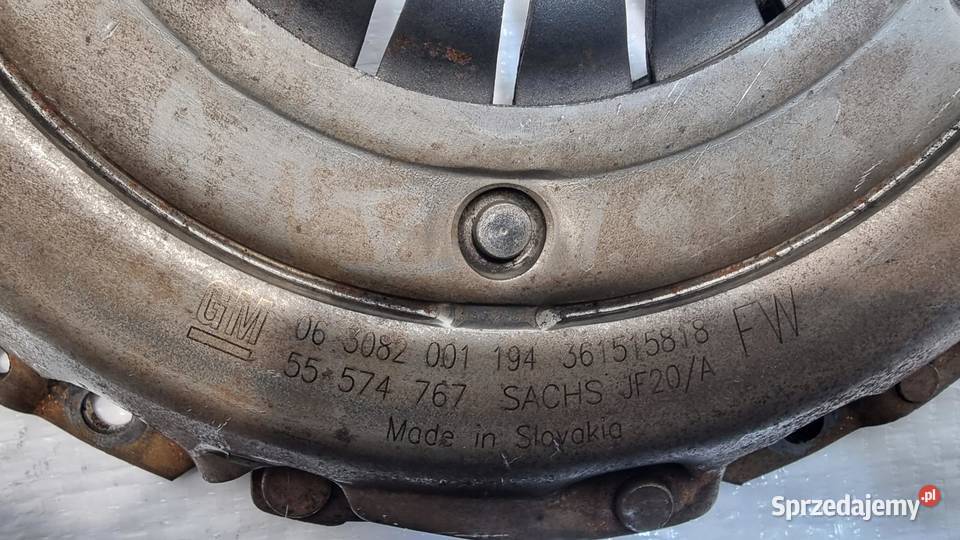 GM 06 3082 001 194 361515818 FW
55 574 767 SACHS JF20/A
Made in Slovakia
Sprzedajemy.pl